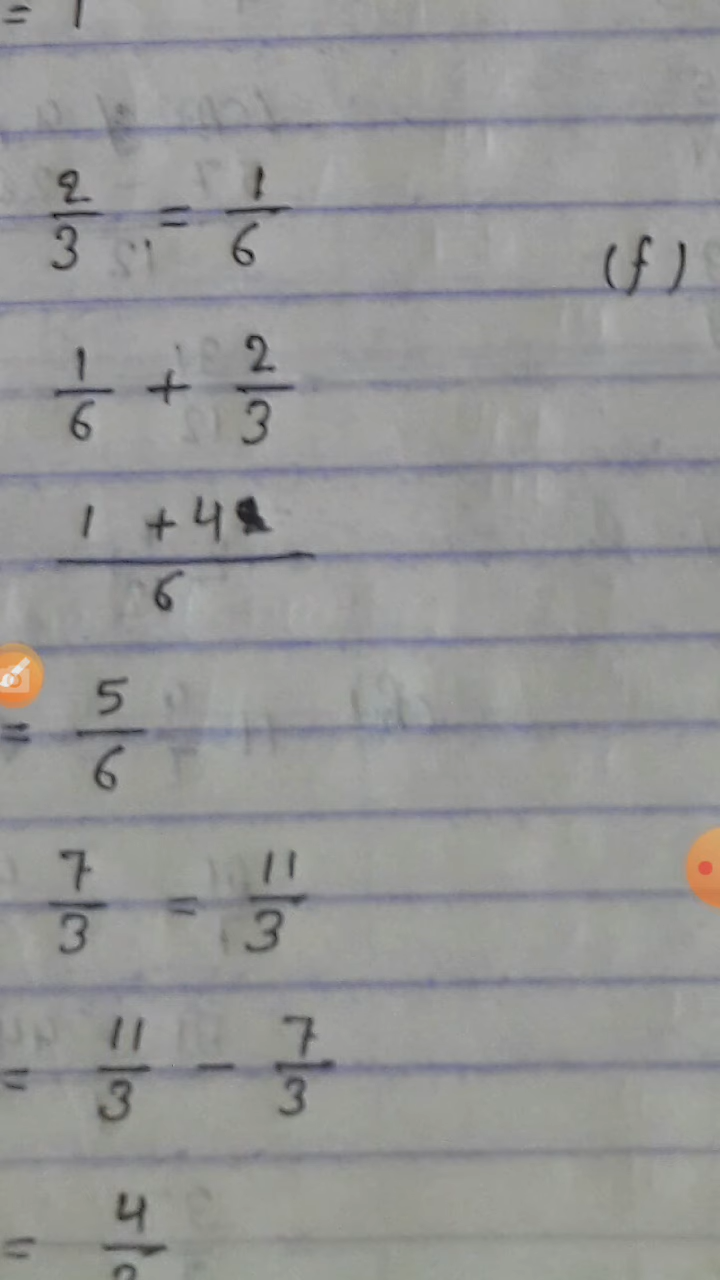 = 1
2/3 = 1/6
(f)
1/6 + 2/3
1 + 4/6
= 5/6
7/3 = 11/3
= 11/3 - 7/3
= 4/3